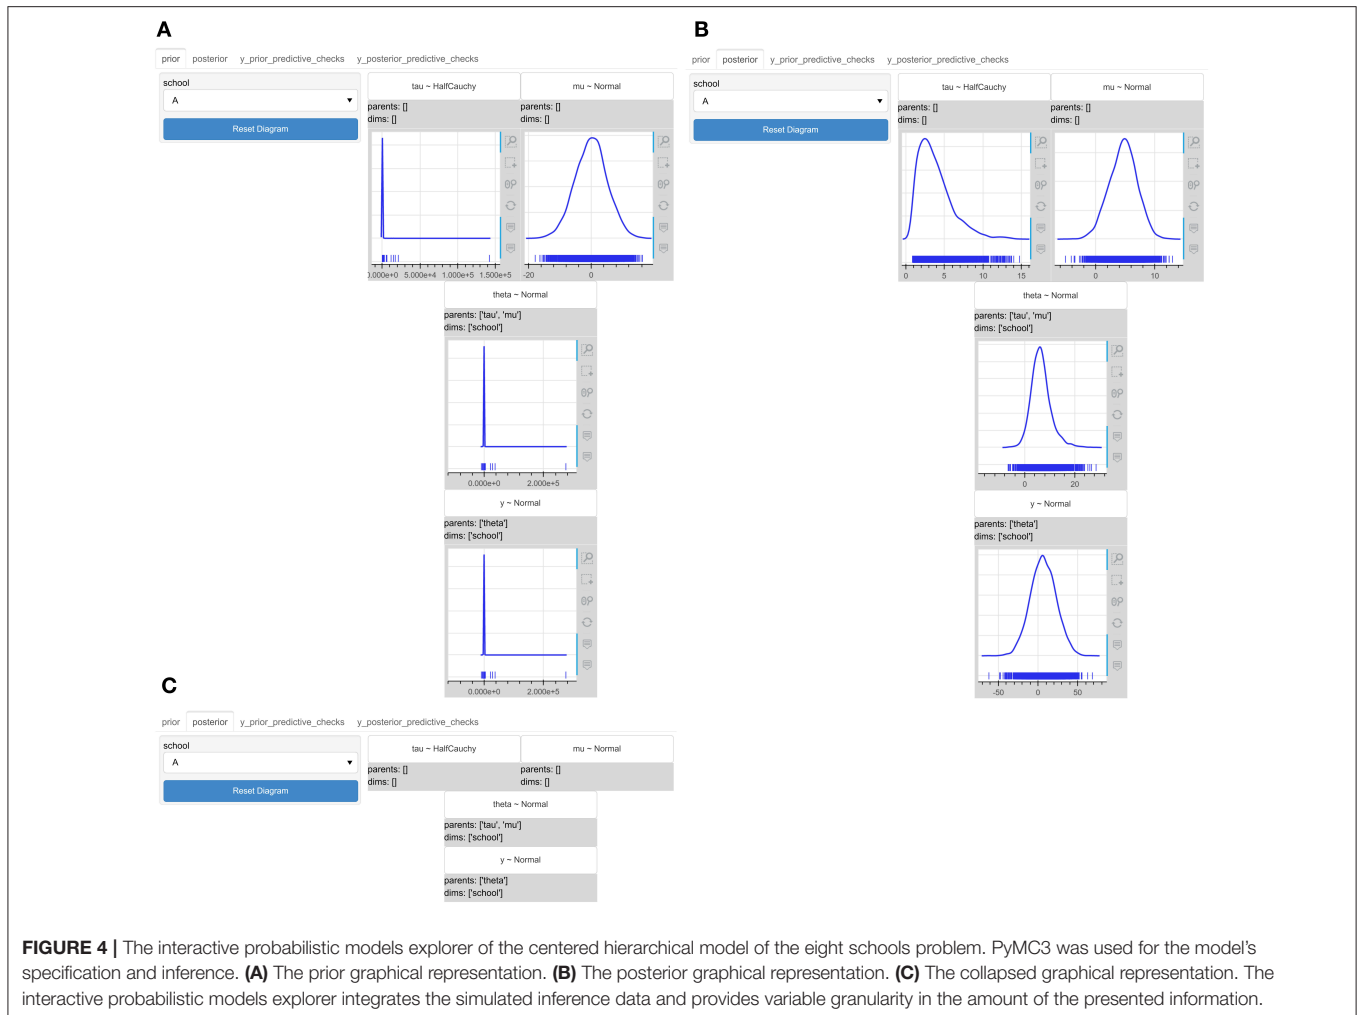 A
prior posterior y_prior_predictive_checks y_posterior_predictive_checks
school
A
Reset Diagram
tau ~ HalfCauchy
mu ~ Normal
parents: []
dims: []
parents: []
dims: []
0.000e+0 5.000e+4 1.000e+5 1.500e+5
-20 0
theta ~ Normal
parents: ['tau', 'mu']
dims: ['school']
0.000e+0 2.000e+5
y ~ Normal
parents: ['theta']
dims: ['school']
0.000e+0 2.000e+5
B
prior posterior y_prior_predictive_checks y_posterior_predictive_checks
school
A
Reset Diagram
tau ~ HalfCauchy
mu ~ Normal
parents: []
dims: []
parents: []
dims: []
0 5 10 15
0 10
theta ~ Normal
parents: ['tau', 'mu']
dims: ['school']
0 20
y ~ Normal
parents: ['theta']
dims: ['school']
-50 0 50
C
prior posterior y_prior_predictive_checks y_posterior_predictive_checks
school
A
Reset Diagram
tau ~ HalfCauchy
mu ~ Normal
parents: []
dims: []
parents: []
dims: []
theta ~ Normal
parents: ['tau', 'mu']
dims: ['school']
y ~ Normal
parents: ['theta']
dims: ['school']
FIGURE 4 | The interactive probabilistic models explorer of the centered hierarchical model of the eight schools problem. PyMC3 was used for the model's
specification and inference. (A) The prior graphical representation. (B) The posterior graphical representation. (C) The collapsed graphical representation. The
interactive probabilistic models explorer integrates the simulated inference data and provides variable granularity in the amount of the presented information.